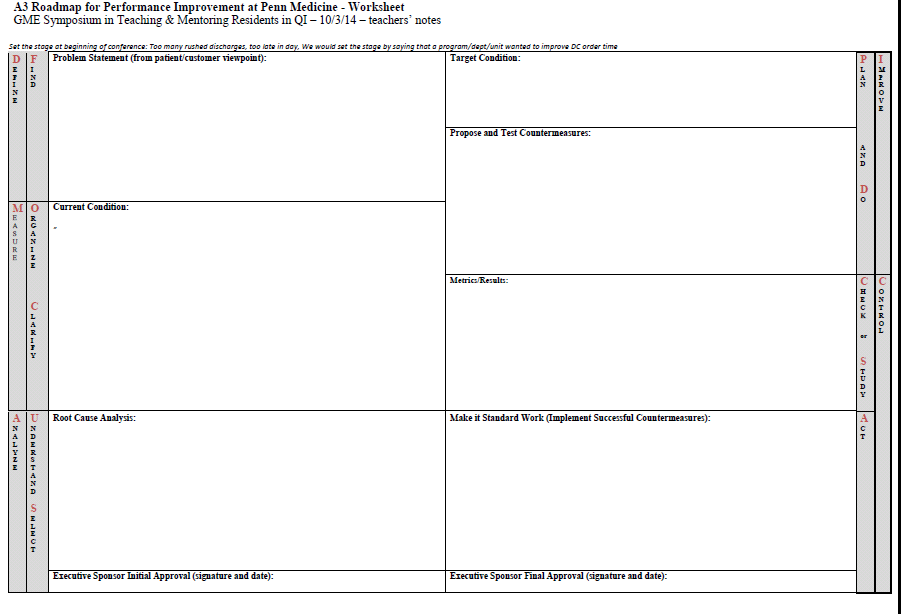 A3 Roadmap for Performance Improvement at Penn Medicine - Worksheet
GME Symposium in Teaching & Mentoring Residents in QI – 10/3/14 – teachers' notes
Set the stage at beginning of conference: Too many rushed discharges, too late in day, We would set the stage by saying that a program/dept/unit wanted to improve DC order time
DEFINE
FIND
Problem Statement (from patient/customer viewpoint):
Target Condition:
PLAN AND DO
IMPROVE
Propose and Test Countermeasures:
MEASURE
ORGANIZE
CLARIFY
Current Condition:
Metrics/Results:
CHECK or STUDY
CONTROL
ANALYZE
UNDERSTAND
SELECT
Root Cause Analysis:
Make it Standard Work (Implement Successful Countermeasures):
ACT
Executive Sponsor Initial Approval (signature and date):
Executive Sponsor Final Approval (signature and date):